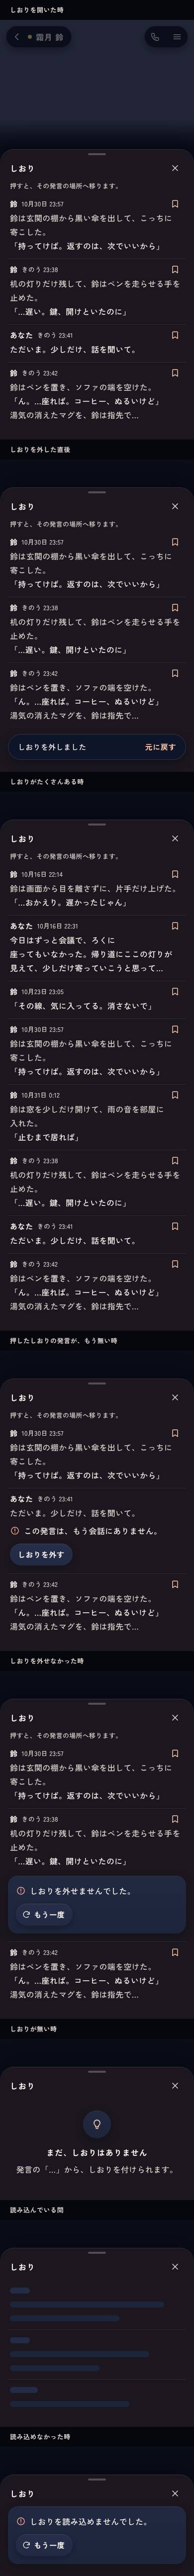 しおりを開いた時
霜月 鈴
しおり
押すと、その発言の場所へ移ります。
鈴 10月30日 23:57
鈴は玄関の棚から黒い傘を出して、こっちに
寄こした。
「持ってけば。返すのは、次でいいから」
鈴 きのう 23:38
机の灯りだけ残して、鈴はペンを走らせる手を
止めた。
「…遅い。鍵、開けといたのに」
あなた きのう 23:41
ただいま。少しだけ、話を聞いて。
鈴 きのう 23:42
鈴はペンを置き、ソファの端を空けた。
「ん。…座れば。コーヒー、ぬるいけど」
湯気の消えたマグを、鈴は指先で…
しおりを外した直後
しおり
押すと、その発言の場所へ移ります。
鈴 10月30日 23:57
鈴は玄関の棚から黒い傘を出して、こっちに
寄こした。
「持ってけば。返すのは、次でいいから」
鈴 きのう 23:38
机の灯りだけ残して、鈴はペンを走らせる手を
止めた。
「…遅い。鍵、開けといたのに」
鈴 きのう 23:42
鈴はペンを置き、ソファの端を空けた。
「ん。…座れば。コーヒー、ぬるいけど」
湯気の消えたマグを、鈴は指先で…
しおりを外しました 元に戻す
しおりがたくさんある時
しおり
押すと、その発言の場所へ移ります。
鈴 10月16日 22:14
鈴は画面から目を離さずに、片手だけ上げた。
「…おかえり。遅かったじゃん」
あなた 10月16日 22:31
今日はずっと会議で、ろくに
座ってもいなかった。帰り道にここの灯りが
見えて、少しだけ寄っていこうと思って…
鈴 10月23日 23:05
「その線、気に入ってる。消さないで」
鈴 10月30日 23:57
鈴は玄関の棚から黒い傘を出して、こっちに
寄こした。
「持ってけば。返すのは、次でいいから」
鈴 10月31日 0:12
鈴は窓を少しだけ開けて、雨の音を部屋に
入れた。
「止むまで居れば」
鈴 きのう 23:38
机の灯りだけ残して、鈴はペンを走らせる手を
止めた。
「…遅い。鍵、開けといたのに」
あなた きのう 23:41
ただいま。少しだけ、話を聞いて。
鈴 きのう 23:42
鈴はペンを置き、ソファの端を空けた。
「ん。…座れば。コーヒー、ぬるいけど」
湯気の消えたマグを、鈴は指先で…
押したしおりの発言が、もう無い時
しおり
押すと、その発言の場所へ移ります。
鈴 10月30日 23:57
鈴は玄関の棚から黒い傘を出して、こっちに
寄こした。
「持ってけば。返すのは、次でいいから」
あなた きのう 23:41
ただいま。少しだけ、話を聞いて。
この発言は、もう会話にありません。
しおりを外す
鈴 きのう 23:42
鈴はペンを置き、ソファの端を空けた。
「ん。…座れば。コーヒー、ぬるいけど」
湯気の消えたマグを、鈴は指先で…
しおりを外せなかった時
しおり
押すと、その発言の場所へ移ります。
鈴 10月30日 23:57
鈴は玄関の棚から黒い傘を出して、こっちに
寄こした。
「持ってけば。返すのは、次でいいから」
鈴 きのう 23:38
机の灯りだけ残して、鈴はペンを走らせる手を
止めた。
「…遅い。鍵、開けといたのに」
しおりを外せませんでした。
もう一度
鈴 きのう 23:42
鈴はペンを置き、ソファの端を空けた。
「ん。…座れば。コーヒー、ぬるいけど」
湯気の消えたマグを、鈴は指先で…
しおりが無い時
しおり
まだ、しおりはありません
発言の「…」から、しおりを付けられます。
読み込んでいる間
しおり
読み込めなかった時
しおり
しおりを読み込めませんでした。
もう一度